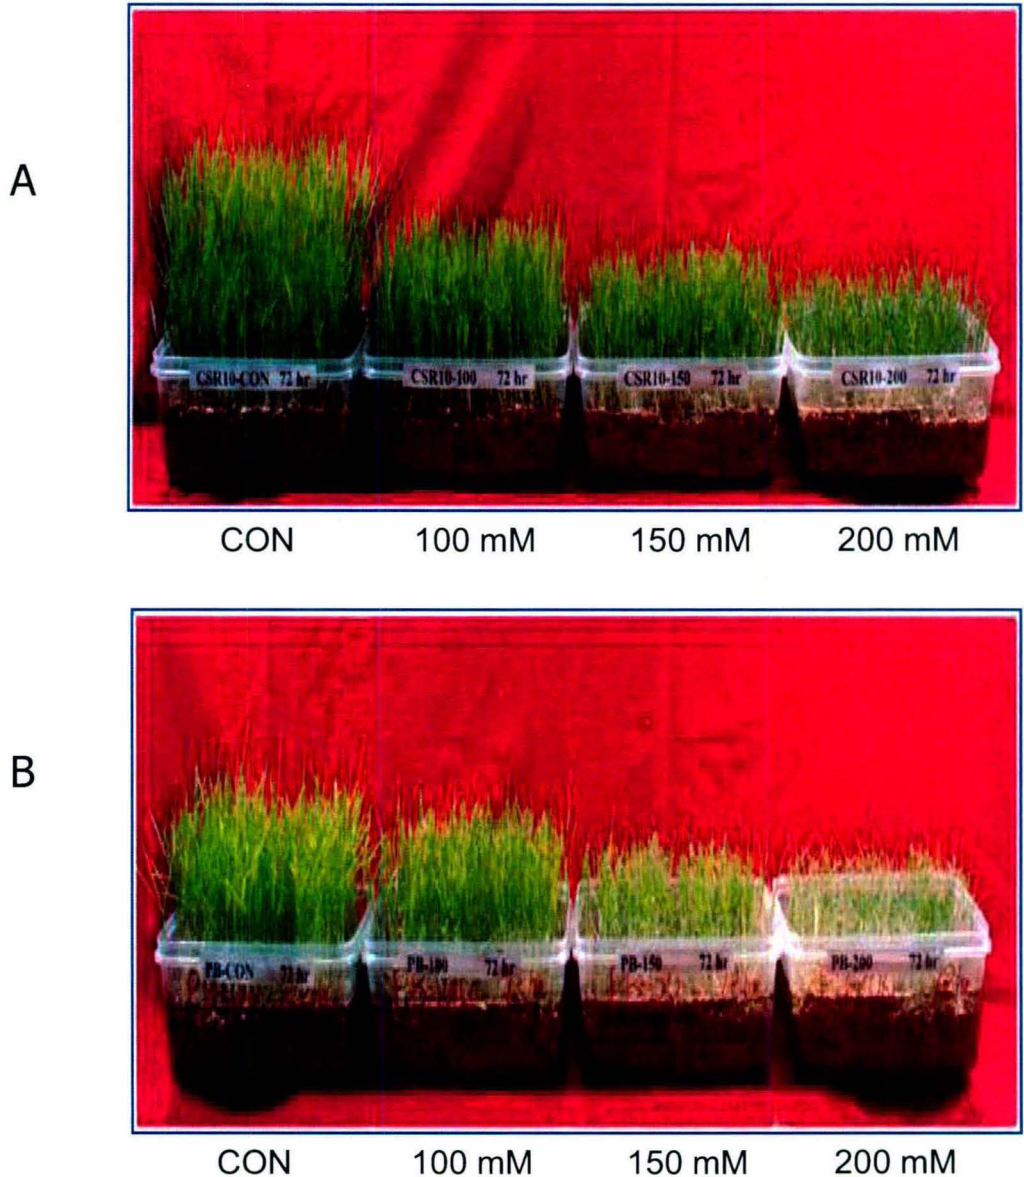 A
CSR10-CON 72 hr
CSR10-100 72 hr
CSR10-150 72 hr
CSR10-200 72 hr
CON 100 mM 150 mM 200 mM
B
PB-CON 72 hr
PB-100 72 hr
PB-150 72 hr
PB-200 72 hr
CON 100 mM 150 mM 200 mM